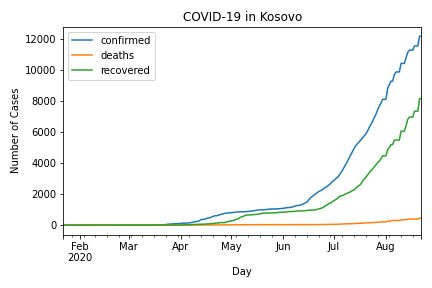 COVID-19 in Kosovo
confirmed
deaths
recovered
Number of Cases
12000
10000
8000
6000
4000
2000
0
Feb
2020
Mar
Apr
May
Jun
Jul
Aug
Day